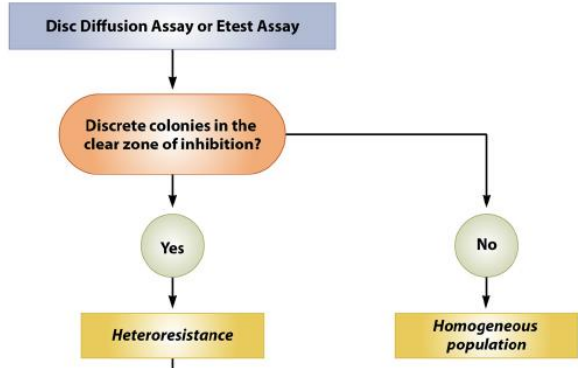 Disc Diffusion Assay or Etest Assay
Discrete colonies in the
clear zone of inhibition?
Yes
No
Heteroresistance
Homogeneous
population